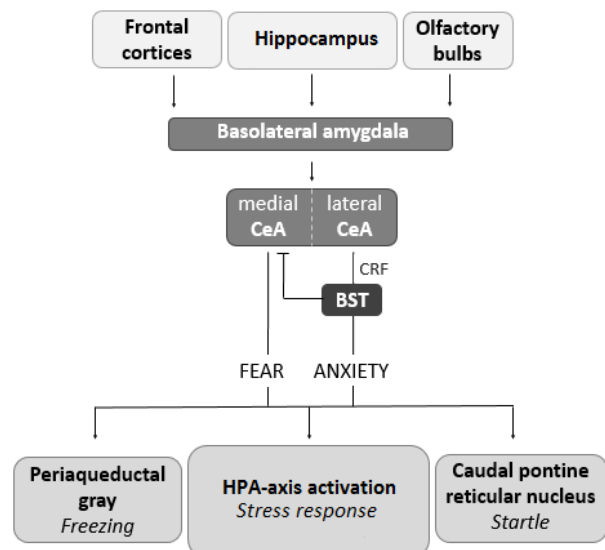 Frontal
cortices
Hippocampus
Olfactory
bulbs
Basolateral amygdala
medial
CeA
lateral
CeA
CRF
BST
FEAR
ANXIETY
Periaqueductal
gray
Freezing
HPA-axis activation
Stress response
Caudal pontine
reticular nucleus
Startle